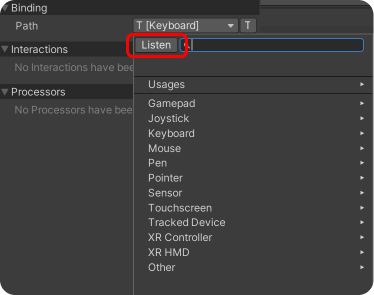 Binding
Path T [Keyboard] T
Listen
Interactions
No Interactions have bee
Usages
Processors
No Processors have been
Gamepad
Joystick
Keyboard
Mouse
Pen
Pointer
Sensor
Touchscreen
Tracked Device
XR Controller
XR HMD
Other